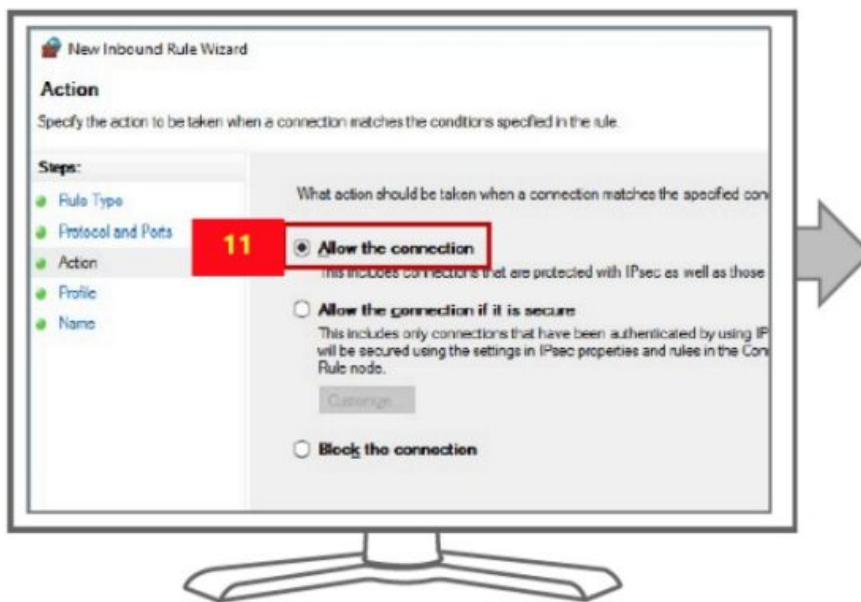 New Inbound Rule Wizard
Action
Specify the action to be taken when a connection matches the conditions specified in the rule.
Steps:
Rule Type
Protocol and Ports
Action
Profile
Name
What action should be taken when a connection matches the specified con
11
Allow the connection
This includes connections that are protected with IPsec as well as those
Allow the connection if it is secure
This includes only connections that have been authenticated by using IP
will be secured using the settings in IPsec properties and rules in the Con
Rule node.
Customize...
Block the connection